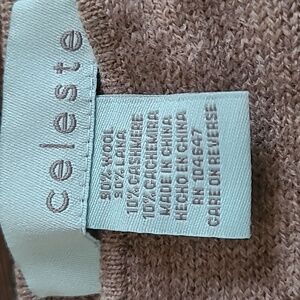 celeste
90% WOOL
90% LANA
10% CASHMERE
10% CACHEMIRA
MADE IN CHINA
HECHO EN CHINA
RN 104647
CARE ON REVERSE